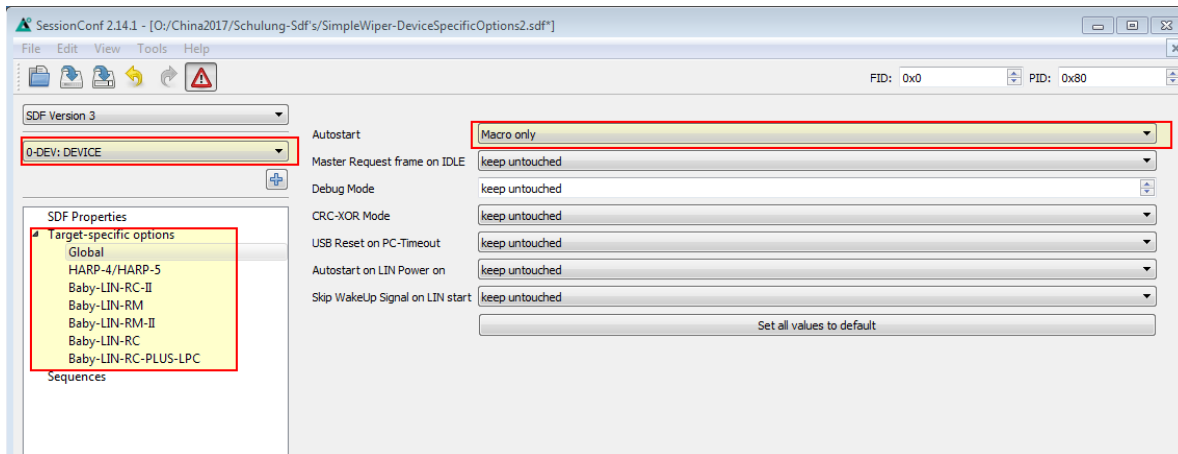 SessionConf 2.14.1 - [O:/China2017/Schulung-Sdf's/SimpleWiper-DeviceSpecificOptions2.sdf*]
File Edit View Tools Help
FID: 0x0 PID: 0x80
SDF Version 3
0-DEV: DEVICE
SDF Properties
Target-specific options
Global
HARP-4/HARP-5
Baby-LIN-RC-II
Baby-LIN-RM
Baby-LIN-RM-II
Baby-LIN-RC
Baby-LIN-RC-PLUS-LPC
Sequences
Autostart Macro only
Master Request frame on IDLE keep untouched
Debug Mode keep untouched
CRC-XOR Mode keep untouched
USB Reset on PC-Timeout keep untouched
Autostart on LIN Power on keep untouched
Skip WakeUp Signal on LIN start keep untouched
Set all values to default